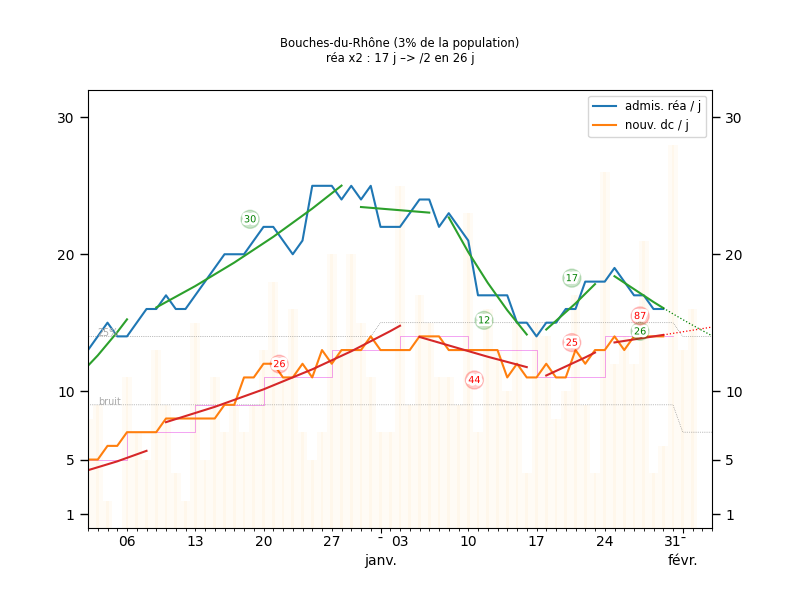 Bouches-du-Rhône (3% de la population)
réa x2 : 17 j –> /2 en 26 j
admis. réa / j
nouv. dc / j
30 30
20 20
10 10
5 5
1 1
30
17
12
87
26
25
26
44
bruit
06 13 20 27 - 03 10 17 24 31-
janv. févr.